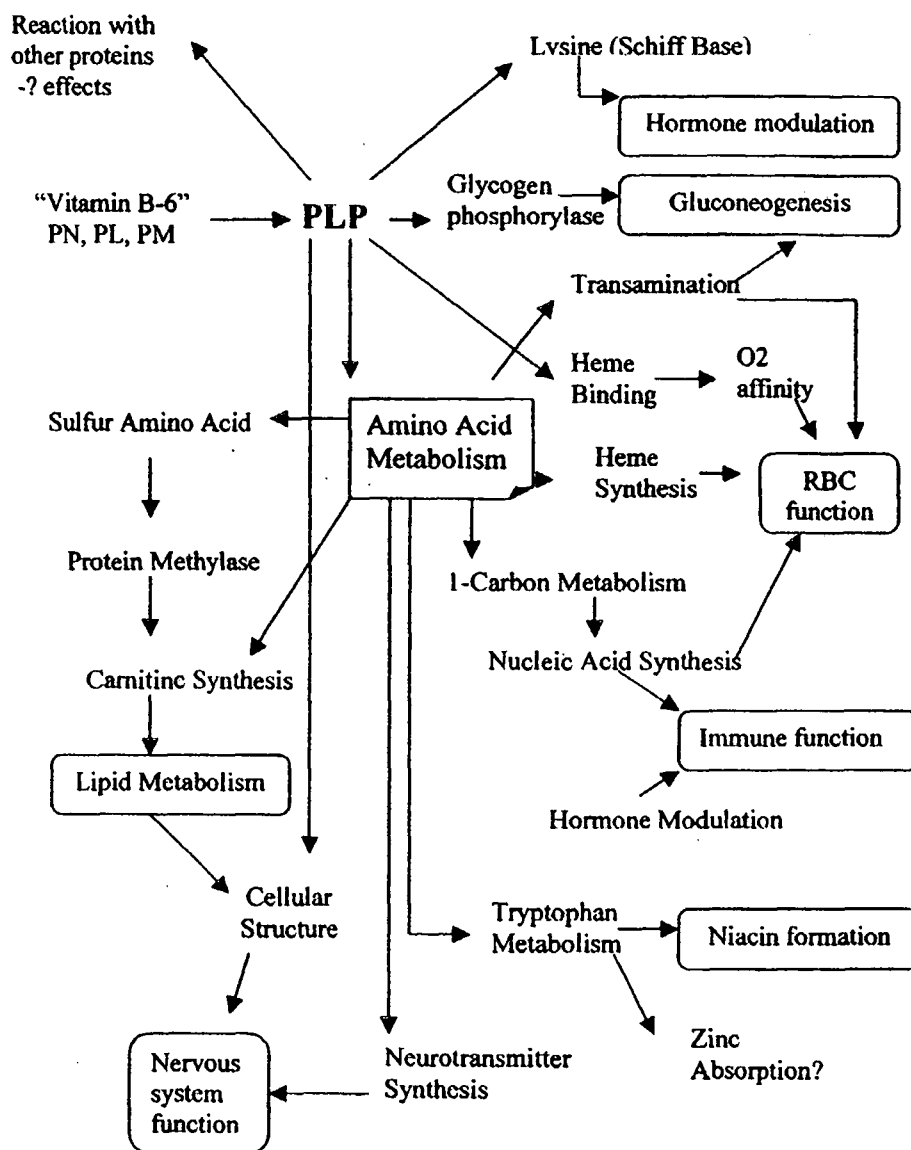 Reaction with
other proteins
-? effects
Lysine (Schiff Base)
Hormone modulation
"Vitamin B-6"
PN, PL, PM
PLP
Glycogen
phosphorylase
Gluconeogenesis
Transamination
Heme
Binding
O2
affinity
Sulfur Amino Acid
Amino Acid
Metabolism
Heme
Synthesis
RBC
function
Protein Methylase
1-Carbon Metabolism
Carnitine Synthesis
Nucleic Acid Synthesis
Immune function
Lipid Metabolism
Hormone Modulation
Cellular
Structure
Tryptophan
Metabolism
Niacin formation
Nervous
system
function
Neurotransmitter
Synthesis
Zinc
Absorption?